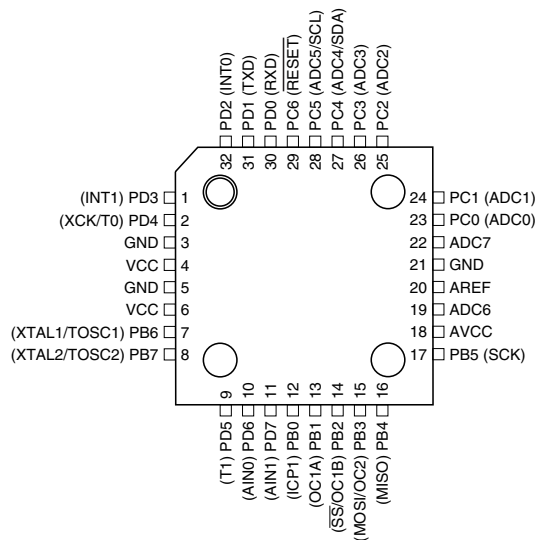 PD2 (INT0)
PD1 (TXD)
PD0 (RXD)
PC6 (RESET)
PC5 (ADC5/SCL)
PC4 (ADC4/SDA)
PC3 (ADC3)
PC2 (ADC2)
32
31
30
29
28
27
26
25
(INT1) PD3 1
(XCK/T0) PD4 2
GND 3
VCC 4
GND 5
VCC 6
(XTAL1/TOSC1) PB6 7
(XTAL2/TOSC2) PB7 8
24 PC1 (ADC1)
23 PC0 (ADC0)
22 ADC7
21 GND
20 AREF
19 ADC6
18 AVCC
17 PB5 (SCK)
9
10
11
12
13
14
15
16
(T1) PD5
(AIN0) PD6
(AIN1) PD7
(ICP1) PB0
(OC1A) PB1
(SS/OC1B) PB2
(MOSI/OC2) PB3
(MISO) PB4